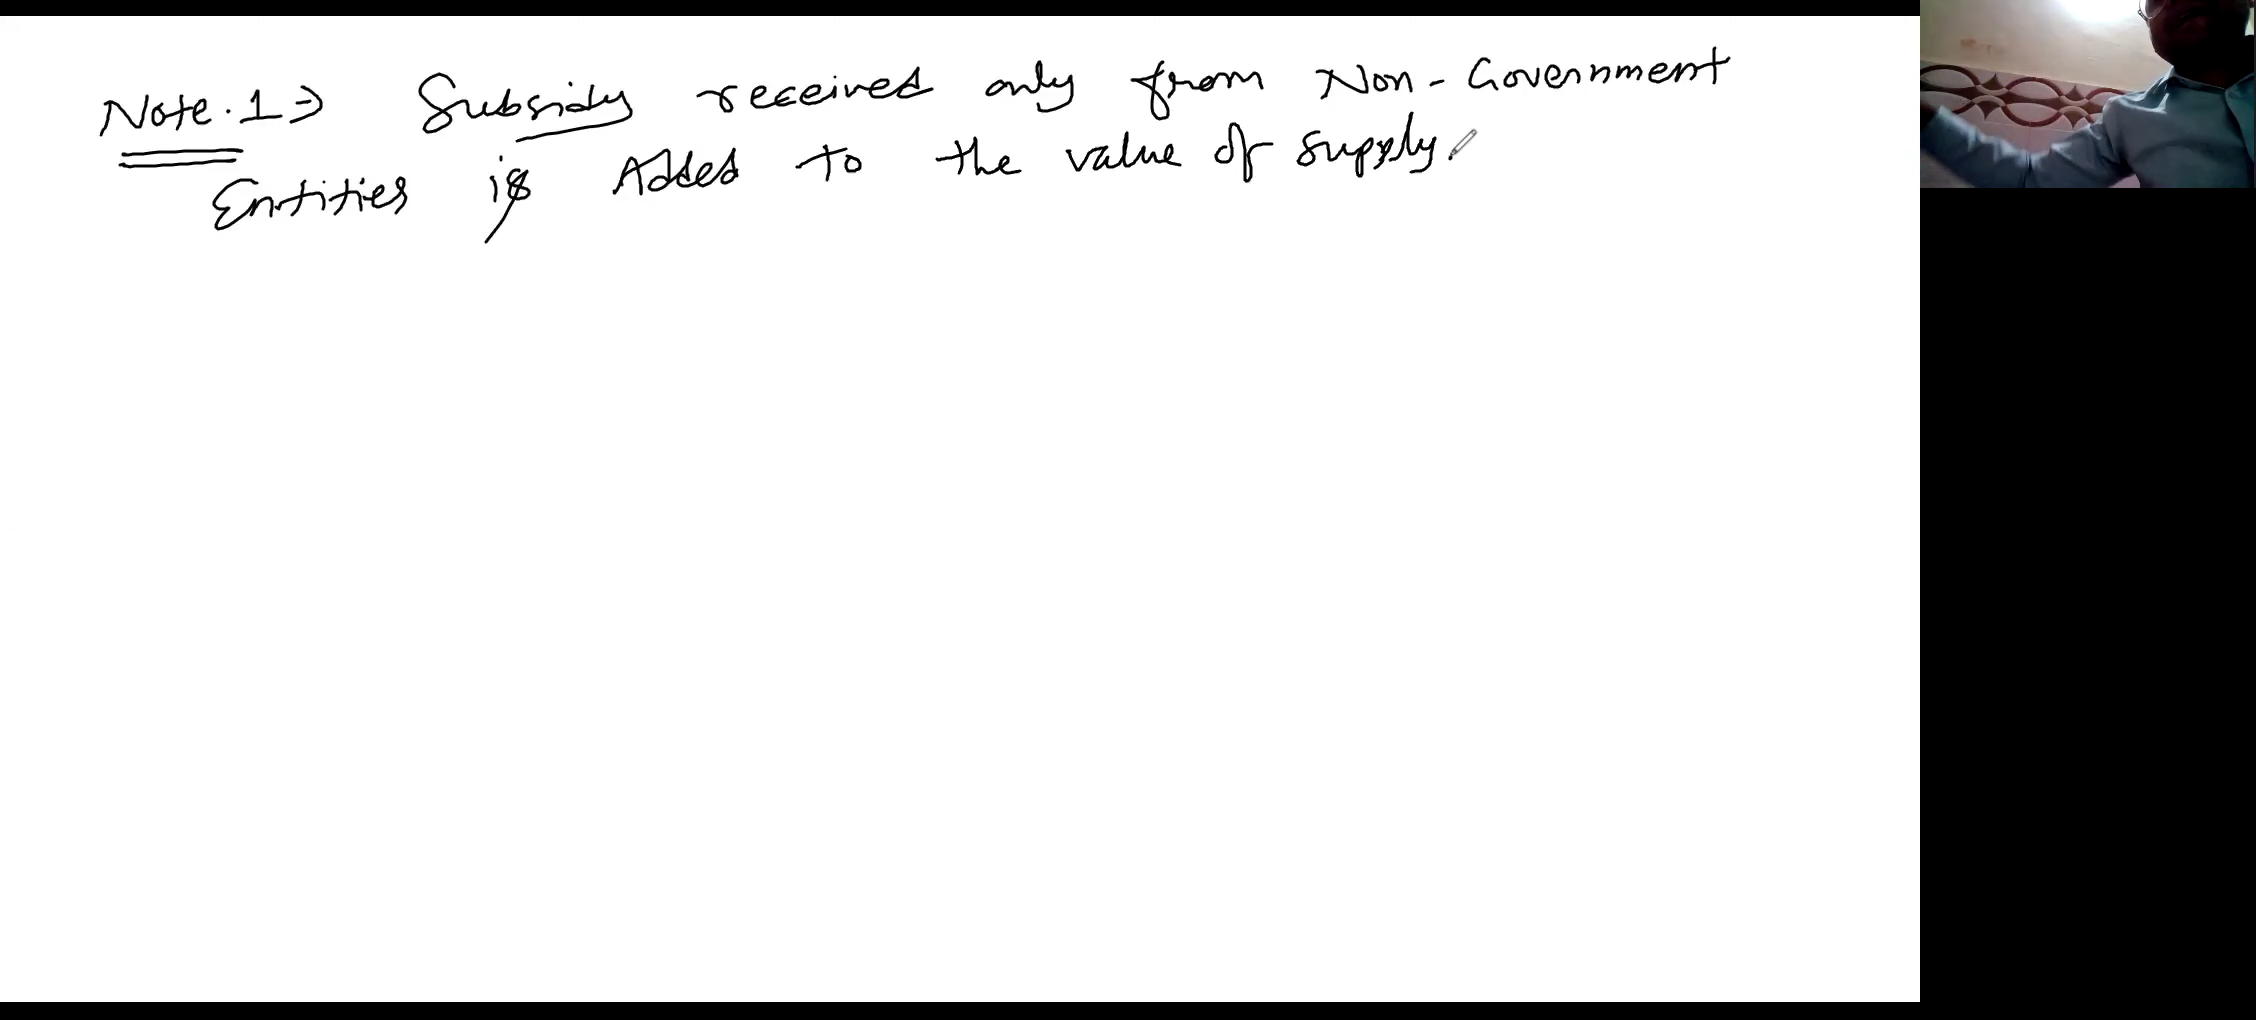 Note.1⇒ Subsidy received only from Non-Government
Entities is Added to the value of supply.